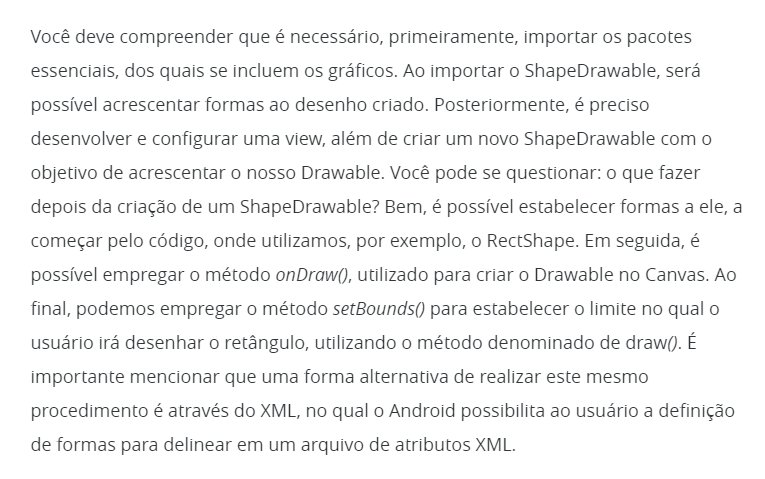 Você deve compreender que é necessário, primeiramente, importar os pacotes
essenciais, dos quais se incluem os gráficos. Ao importar o ShapeDrawable, será
possível acrescentar formas ao desenho criado. Posteriormente, é preciso
desenvolver e configurar uma view, além de criar um novo ShapeDrawable com o
objetivo de acrescentar o nosso Drawable. Você pode se questionar: o que fazer
depois da criação de um ShapeDrawable? Bem, é possível estabelecer formas a ele, a
começar pelo código, onde utilizamos, por exemplo, o RectShape. Em seguida, é
possível empregar o método onDraw(), utilizado para criar o Drawable no Canvas. Ao
final, podemos empregar o método setBounds() para estabelecer o limite no qual o
usuário irá desenhar o retângulo, utilizando o método denominado de draw(). É
importante mencionar que uma forma alternativa de realizar este mesmo
procedimento é através do XML, no qual o Android possibilita ao usuário a definição
de formas para delinear em um arquivo de atributos XML.